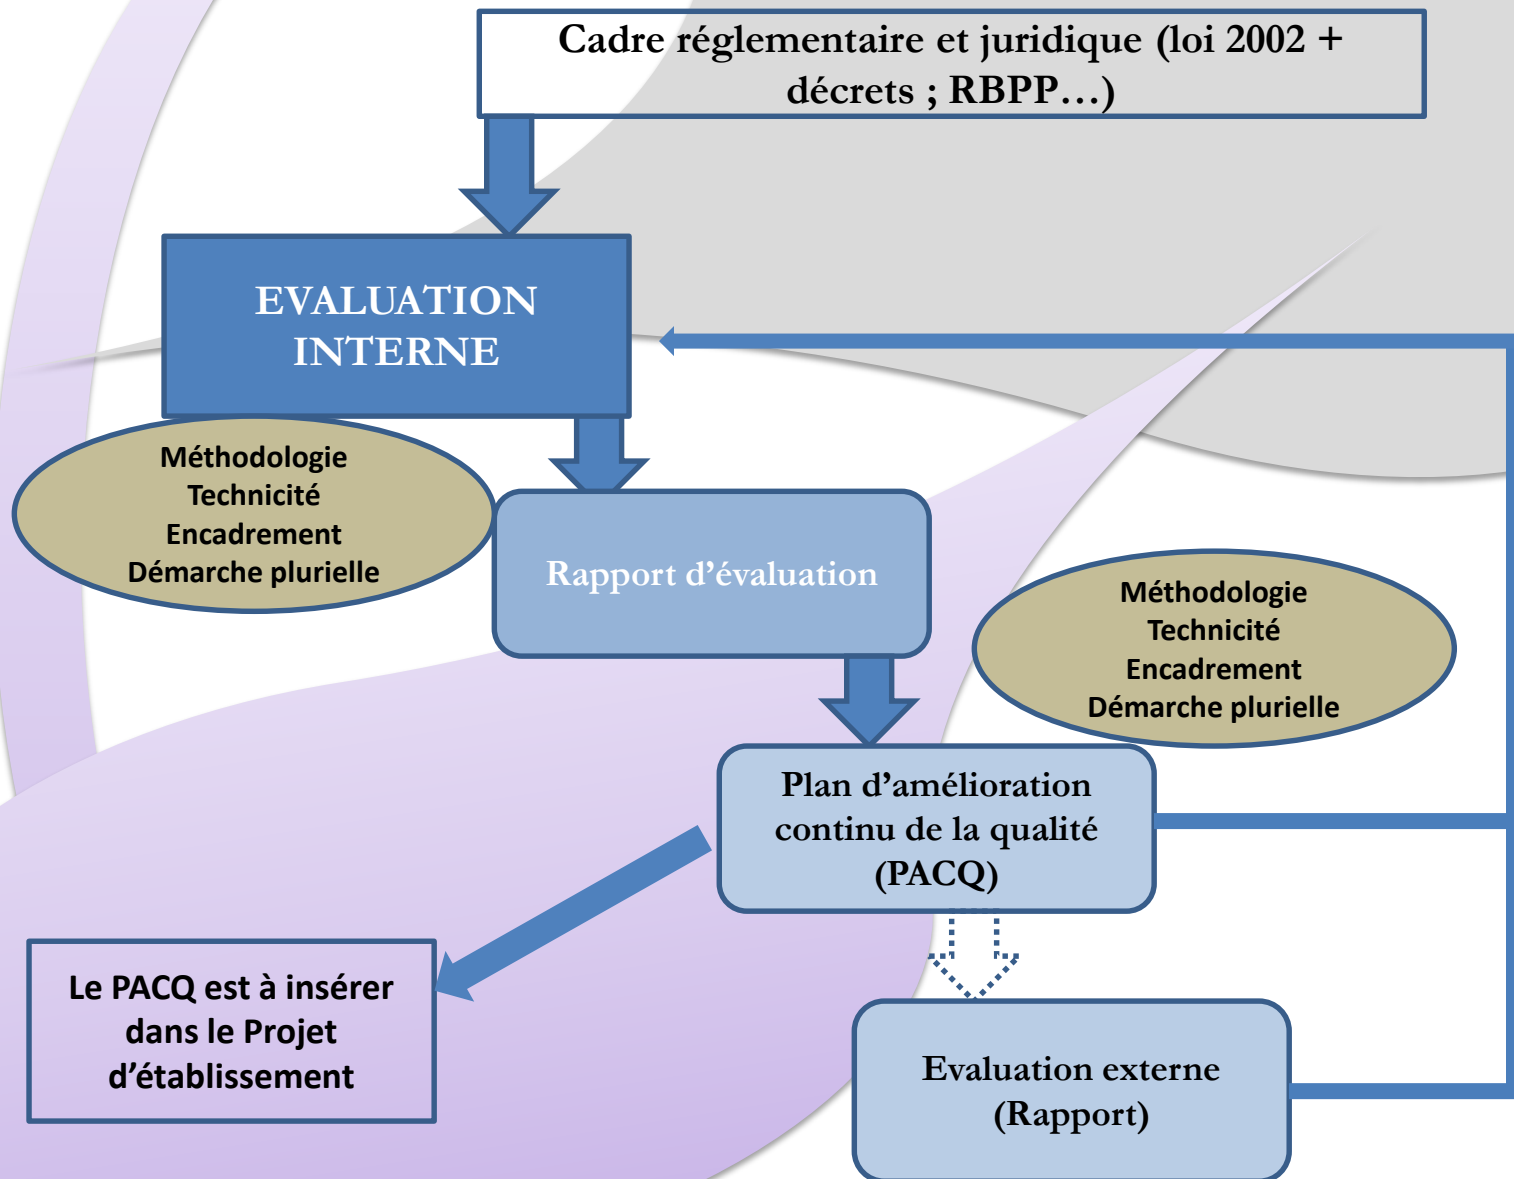 Cadre réglementaire et juridique (loi 2002 +
décrets ; RBPP…)
EVALUATION
INTERNE
Méthodologie
Technicité
Encadrement
Démarche plurielle
Rapport d’évaluation
Méthodologie
Technicité
Encadrement
Démarche plurielle
Plan d’amélioration
continu de la qualité
(PACQ)
Le PACQ est à insérer
dans le Projet
d’établissement
Evaluation externe
(Rapport)